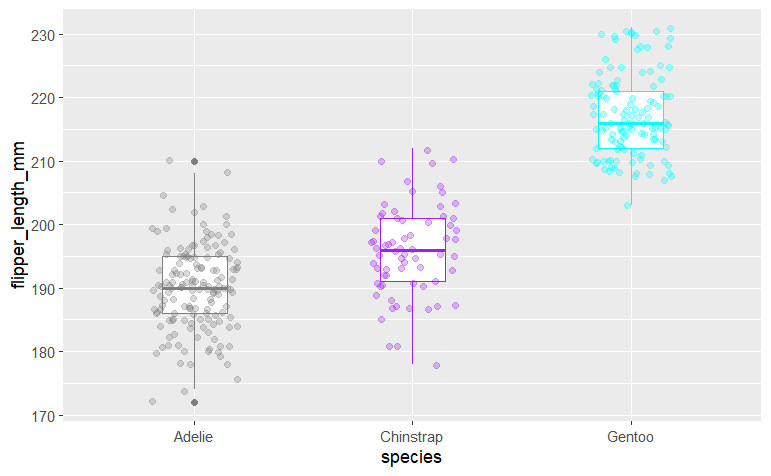 flipper_length_mm
230
220
210
200
190
180
170
Adelie
Chinstrap
Gentoo
species